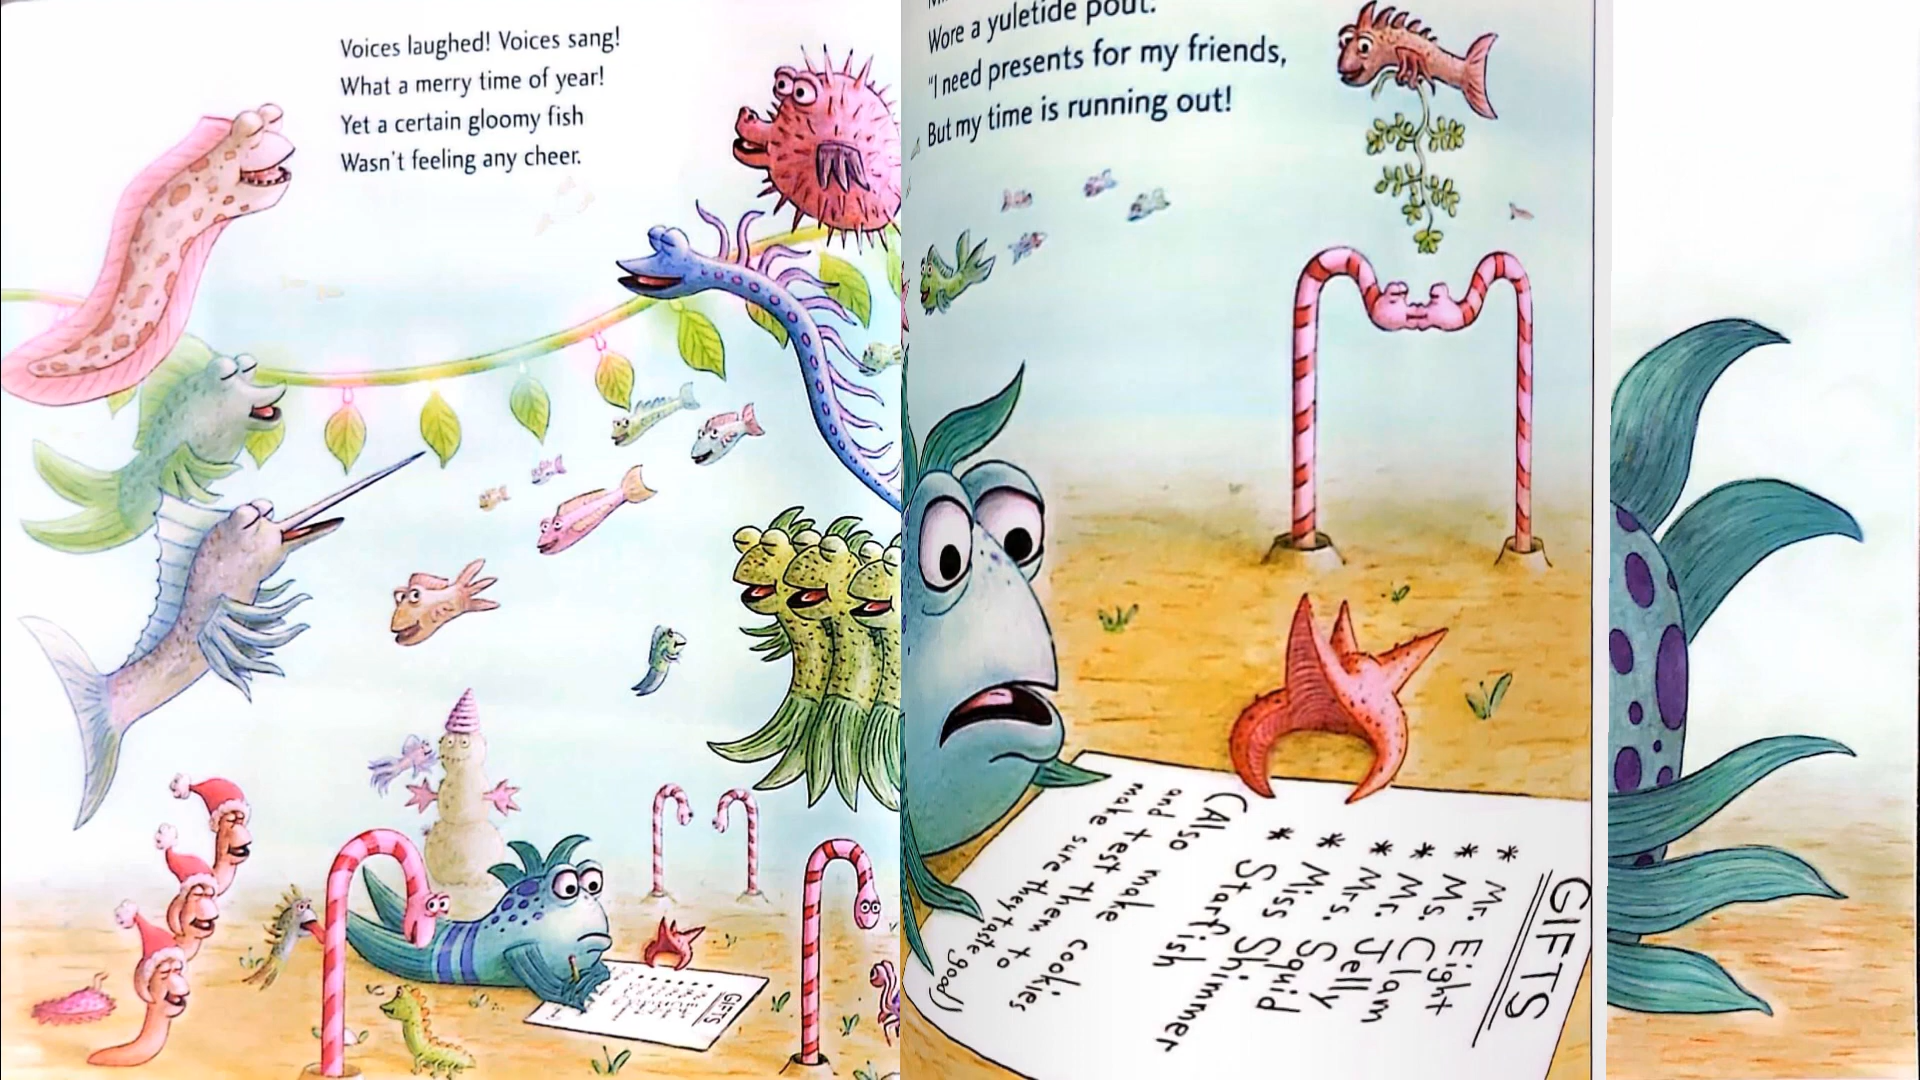 Voices laughed! Voices sang!
What a merry time of year!
Yet a certain gloomy fish
Wasn't feeling any cheer.
Wore a yuletide pout.
"I need presents for my friends,
But my time is running out!
GIFTS
* Mr. Eight
* Ms. Clam
* Mr. Jelly
* Mrs. Squid
* Miss Shimmer
* Starfish
(Also make cookies
and test them to
make sure they taste good)
GIFTS